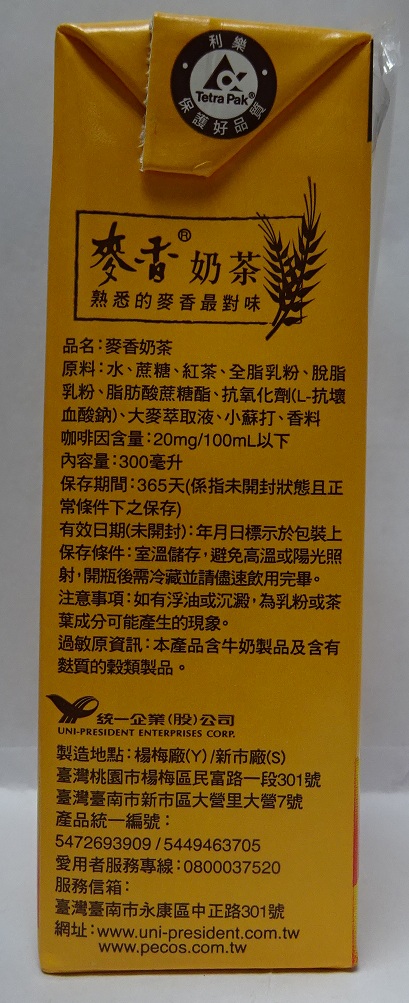 利樂包
保證好品質
Tetra Pak®
麥香®奶茶
熟悉的麥香最對味
品名:麥香奶茶
原料:水、蔗糖、紅茶、全脂乳粉、脫脂
乳粉、脂肪酸蔗糖酯、抗氧化劑(L-抗壞
血酸鈉)、大麥萃取液、小蘇打、香料
咖啡因含量:20mg/100mL以下
內容量:300毫升
保存期間:365天(係指未開封狀態且正
常條件下之保存)
有效日期(未開封):年月日標示於包裝上
保存條件:室溫儲存,避免高溫或陽光照
射,開瓶後需冷藏並請儘速飲用完畢。
注意事項:如有浮油或沉澱,為乳粉或茶
葉成分可能產生的現象。
過敏原資訊:本產品含牛奶製品及含有
麩質的穀類製品。
統一企業(股)公司
UNI-PRESIDENT ENTERPRISES CORP.
製造地點:楊梅廠(Y) 新市廠(S)
臺灣桃園市楊梅區民富路一段301號
臺灣臺南市新市區大營里大營7號
產品統一編號:
5472693909 / 5449463705
愛用者服務專線:0800037520
服務信箱:www.pecos.com.tw
臺灣臺南市永康區中正路301號
網址:www.uni-president.com.tw